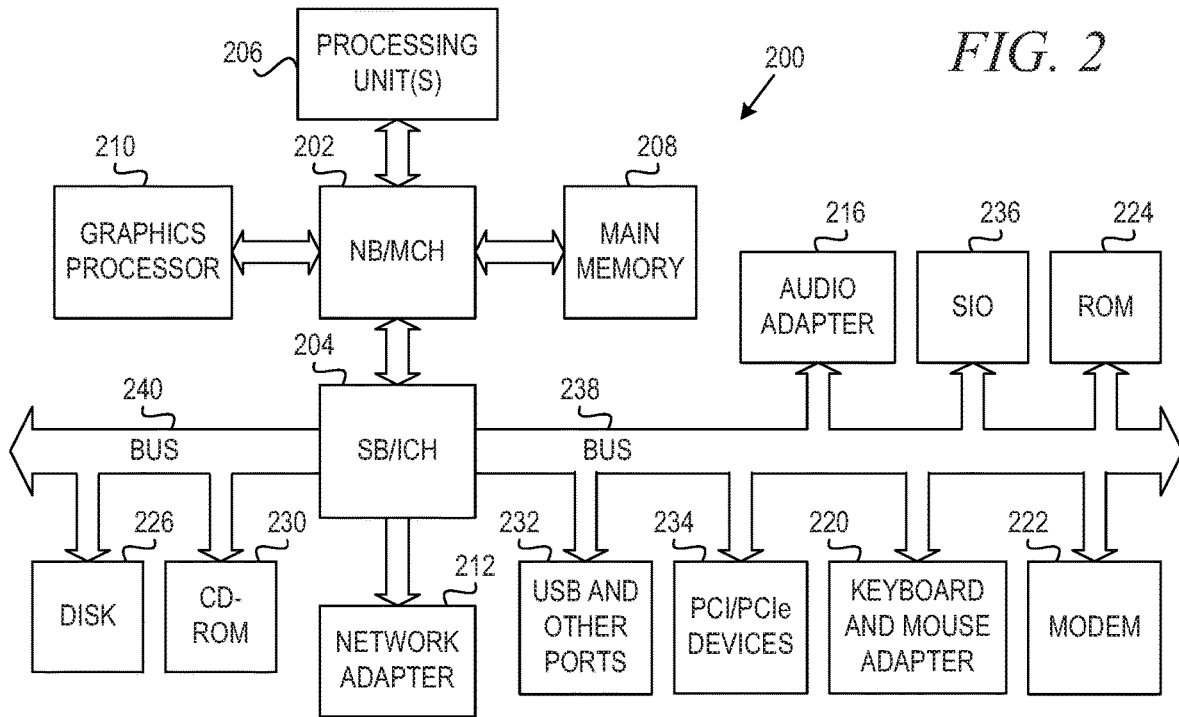 FIG. 2
200
206
PROCESSING
UNIT(S)
210
202
208
GRAPHICS
PROCESSOR
NB/MCH
MAIN
MEMORY
216
236
224
AUDIO
ADAPTER
SIO
ROM
204
240
238
BUS
SB/ICH
BUS
226
230
232
234
220
222
212
DISK
CD-
ROM
NETWORK
ADAPTER
USB AND
OTHER
PORTS
PCI/PCIe
DEVICES
KEYBOARD
AND MOUSE
ADAPTER
MODEM